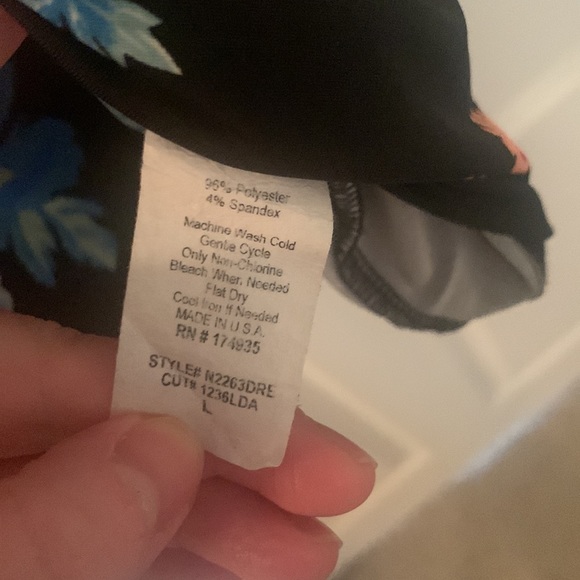 96% Polyester
4% Spandex
Machine Wash Cold
Gentle Cycle
Only Non-Chlorine
Bleach When Needed
Flat Dry
Cool Iron If Needed
MADE IN U.S.A.
RN # 174935
STYLE# N2263DRE
CUT# 1236LDA
L